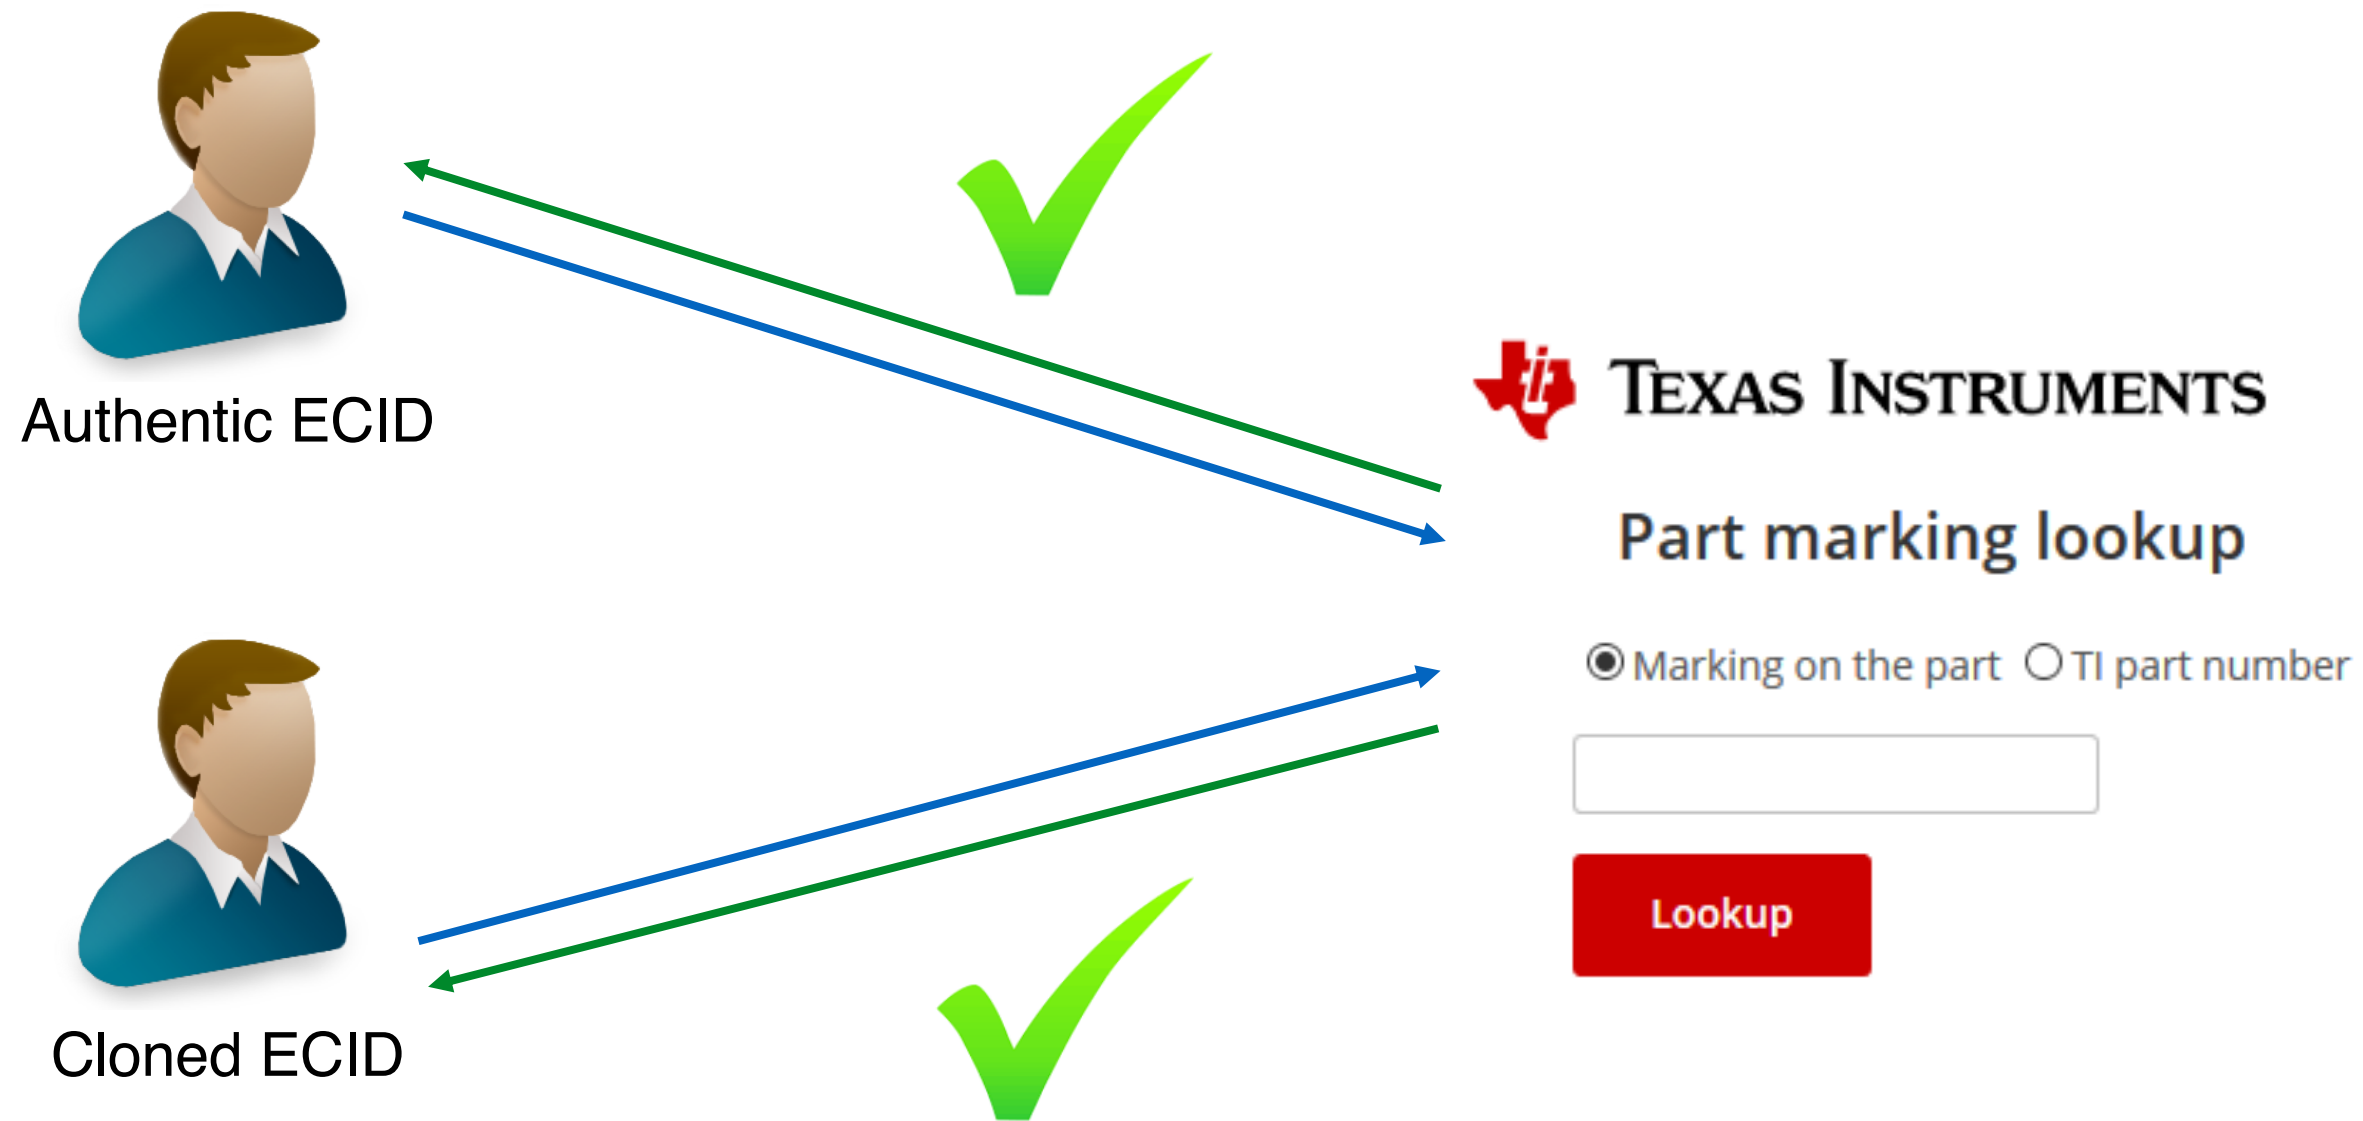 Authentic ECID
TEXAS INSTRUMENTS
Part marking lookup
Marking on the part TI part number
Lookup
Cloned ECID